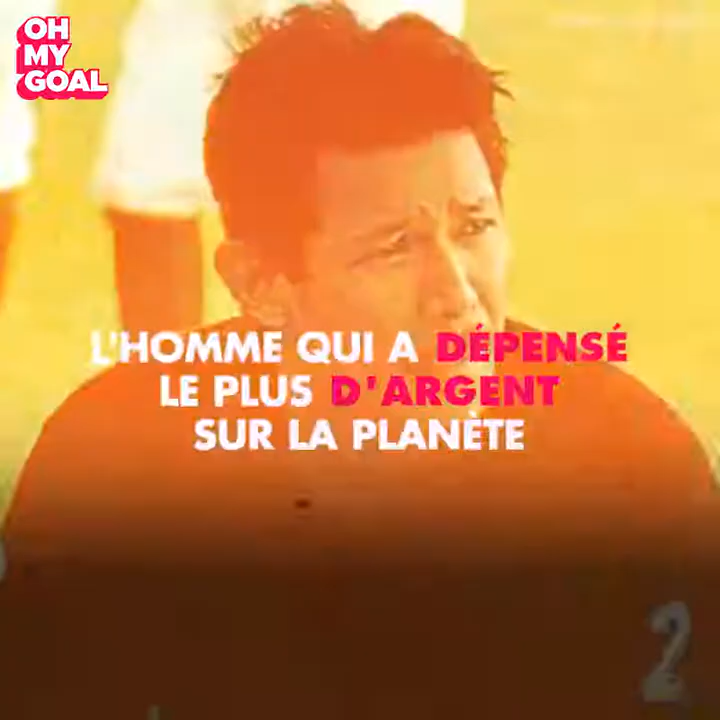 OH
MY
GOAL
L'HOMME QUI A DÉPENSÉ
LE PLUS D'ARGENT
SUR LA PLANÈTE
2